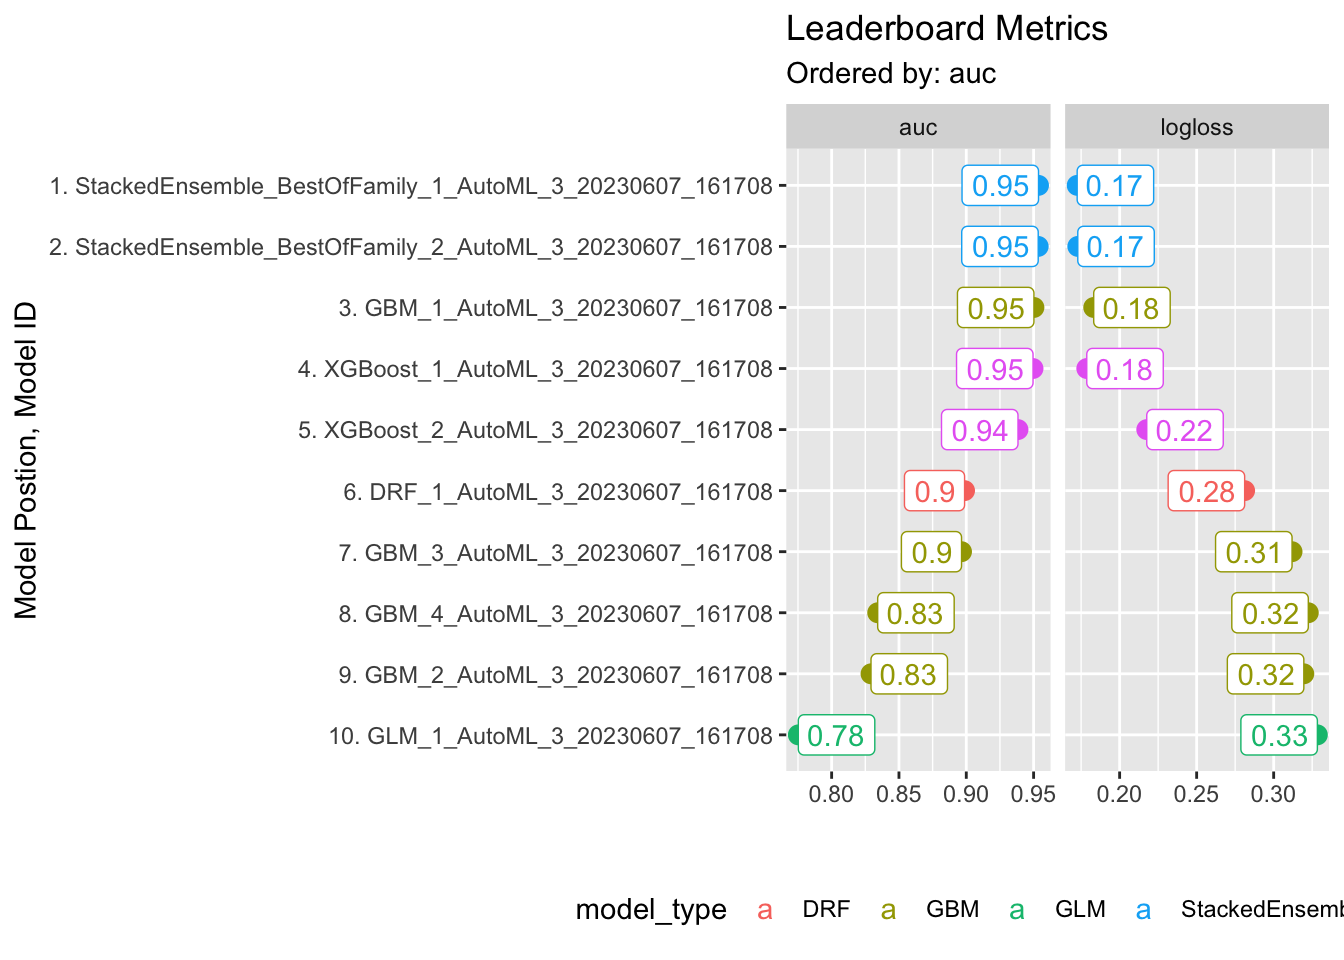 Leaderboard Metrics
Ordered by: auc
auc logloss
Model Postion, Model ID
1. StackedEnsemble_BestOfFamily_1_AutoML_3_20230607_161708 0.95 0.17
2. StackedEnsemble_BestOfFamily_2_AutoML_3_20230607_161708 0.95 0.17
3. GBM_1_AutoML_3_20230607_161708 0.95 0.18
4. XGBoost_1_AutoML_3_20230607_161708 0.95 0.18
5. XGBoost_2_AutoML_3_20230607_161708 0.94 0.22
6. DRF_1_AutoML_3_20230607_161708 0.9 0.28
7. GBM_3_AutoML_3_20230607_161708 0.9 0.31
8. GBM_4_AutoML_3_20230607_161708 0.83 0.32
9. GBM_2_AutoML_3_20230607_161708 0.83 0.32
10. GLM_1_AutoML_3_20230607_161708 0.78 0.33
0.80 0.85 0.90 0.95 0.20 0.25 0.30
model_type a DRF a GBM a GLM a StackedEnsemb